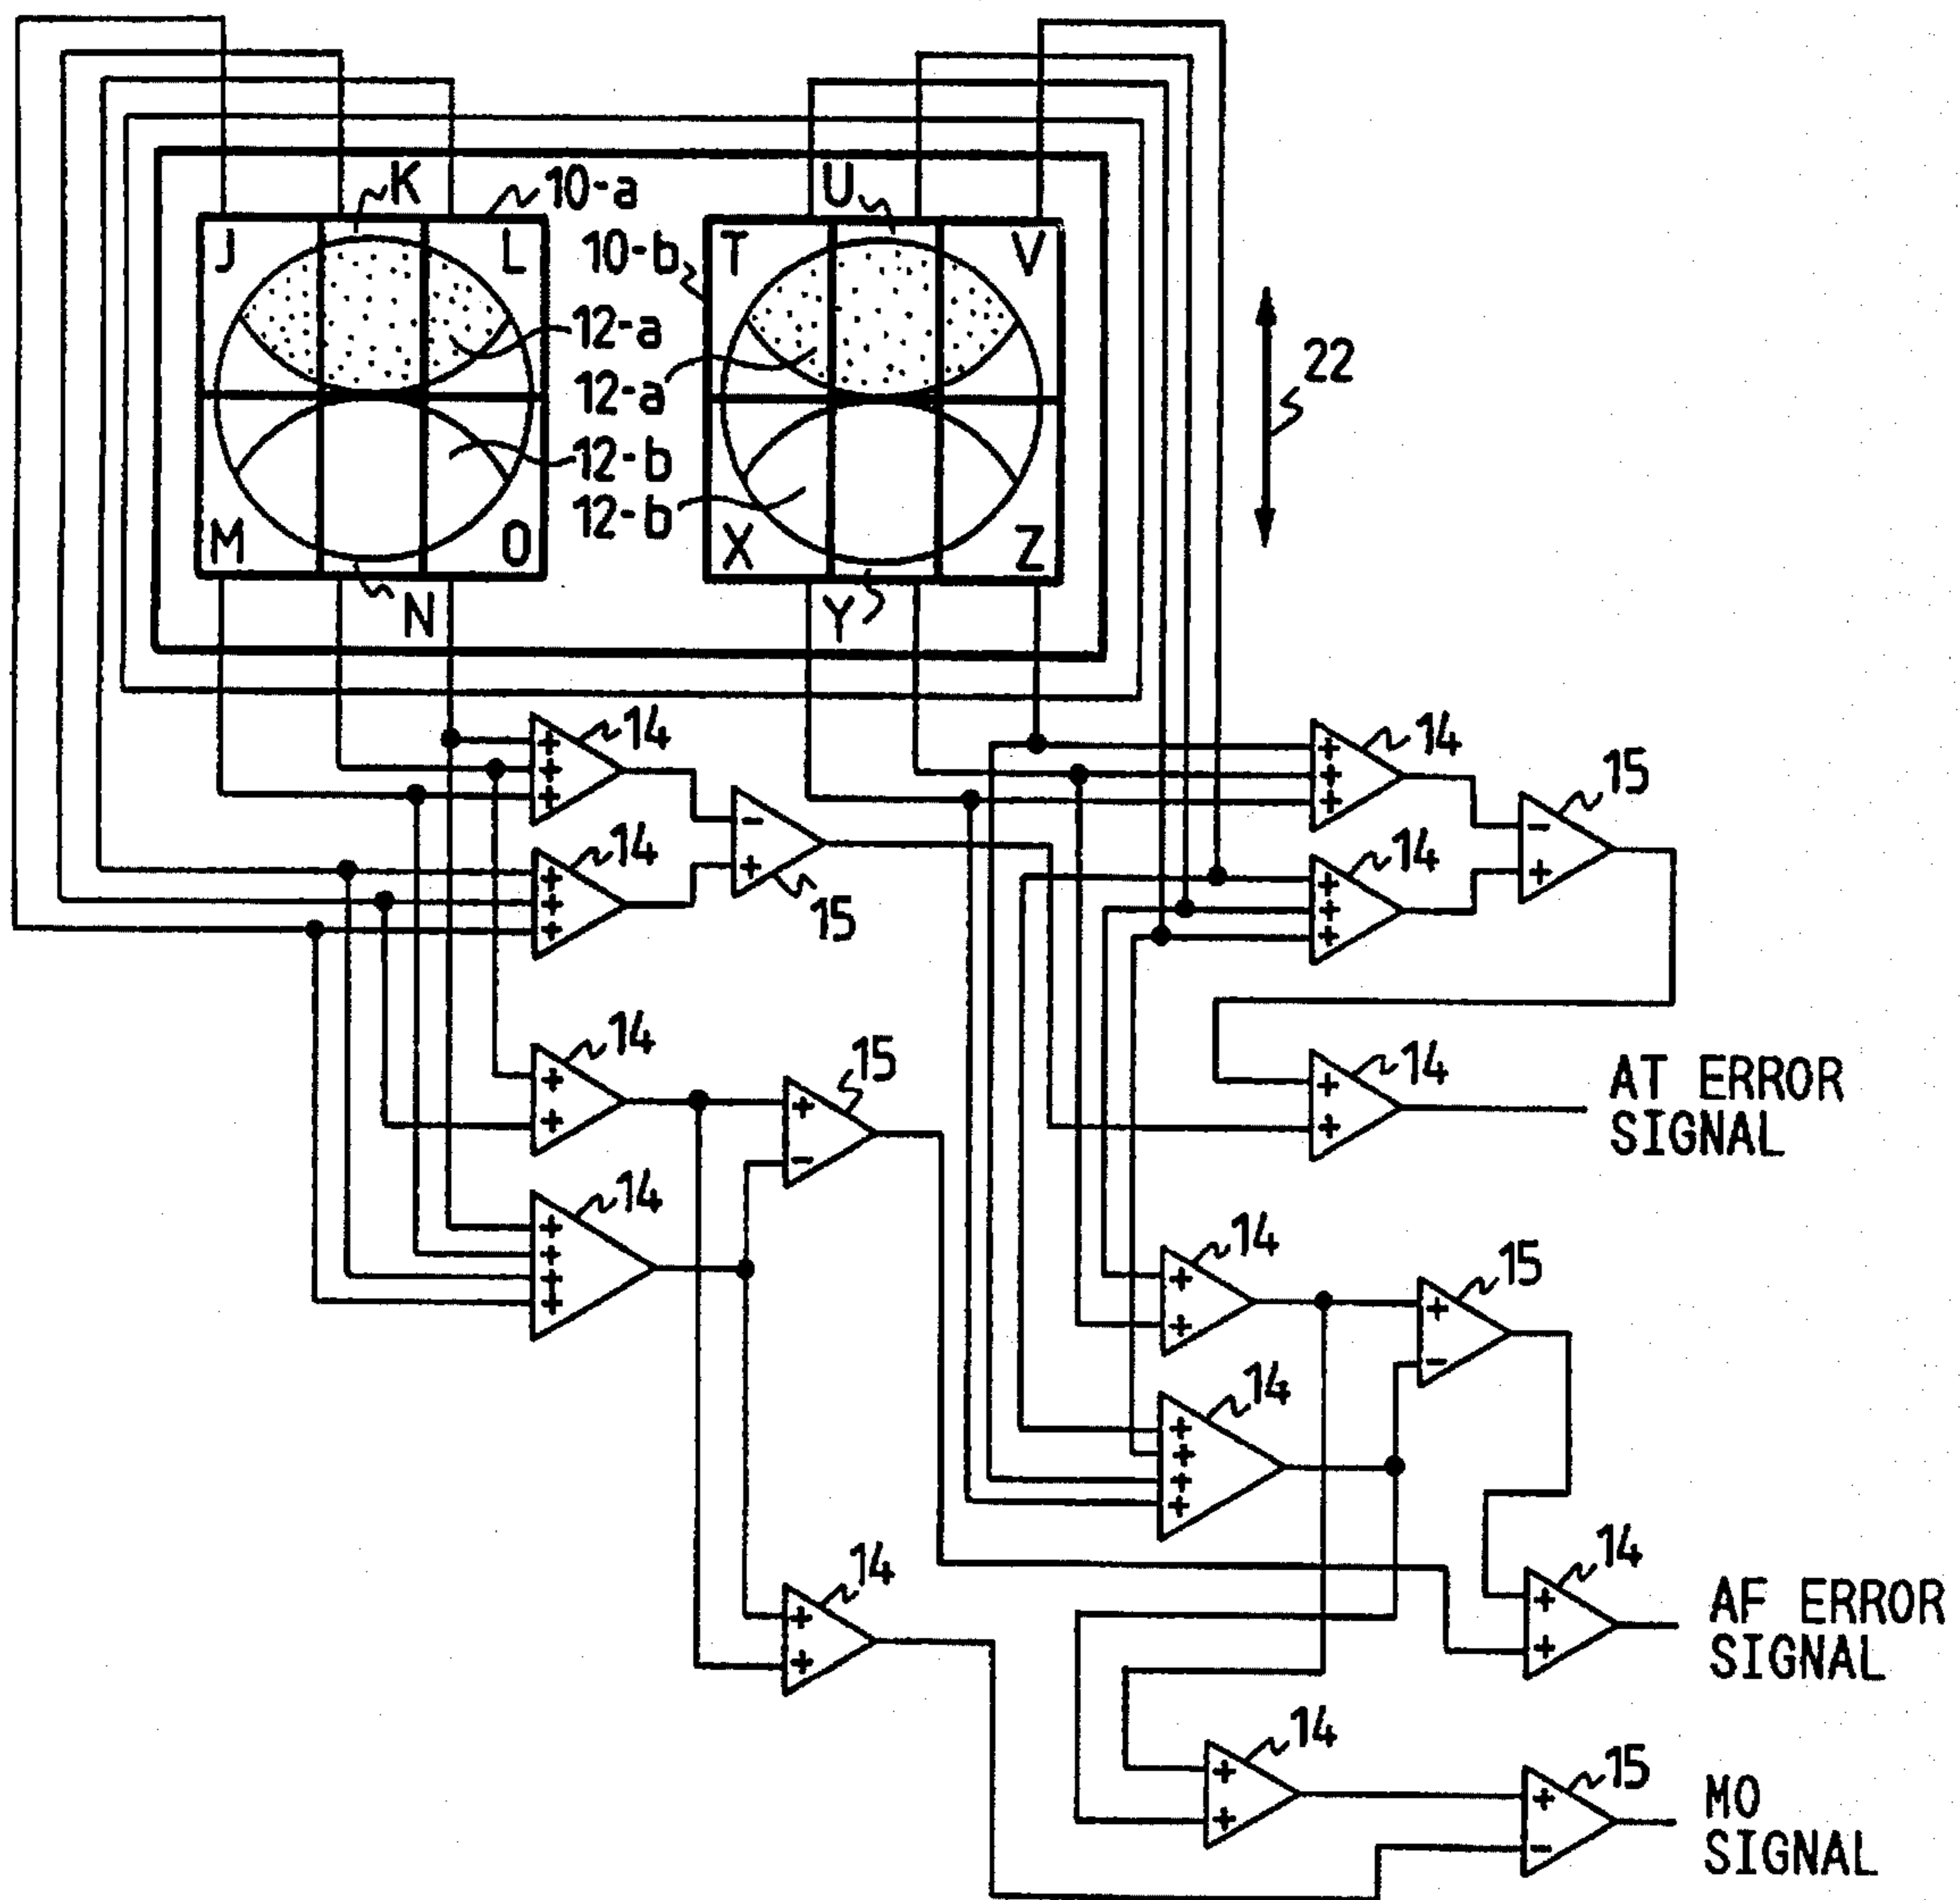 K
10-a
U
J
L
10-b
T
V
12-a
22
12-a
12-b
12-b
M
O
X
Z
N
Y
14
+
+
+
14
+
+
+
15
-
+
14
+
+
+
15
-
+
14
+
+
+
14
+
+
15
+
-
14
+
+
AT ERROR
SIGNAL
14
+
+
+
+
14
+
+
15
+
-
14
+
+
+
+
14
+
+
14
+
+
AF ERROR
SIGNAL
14
+
+
15
+
-
MO
SIGNAL